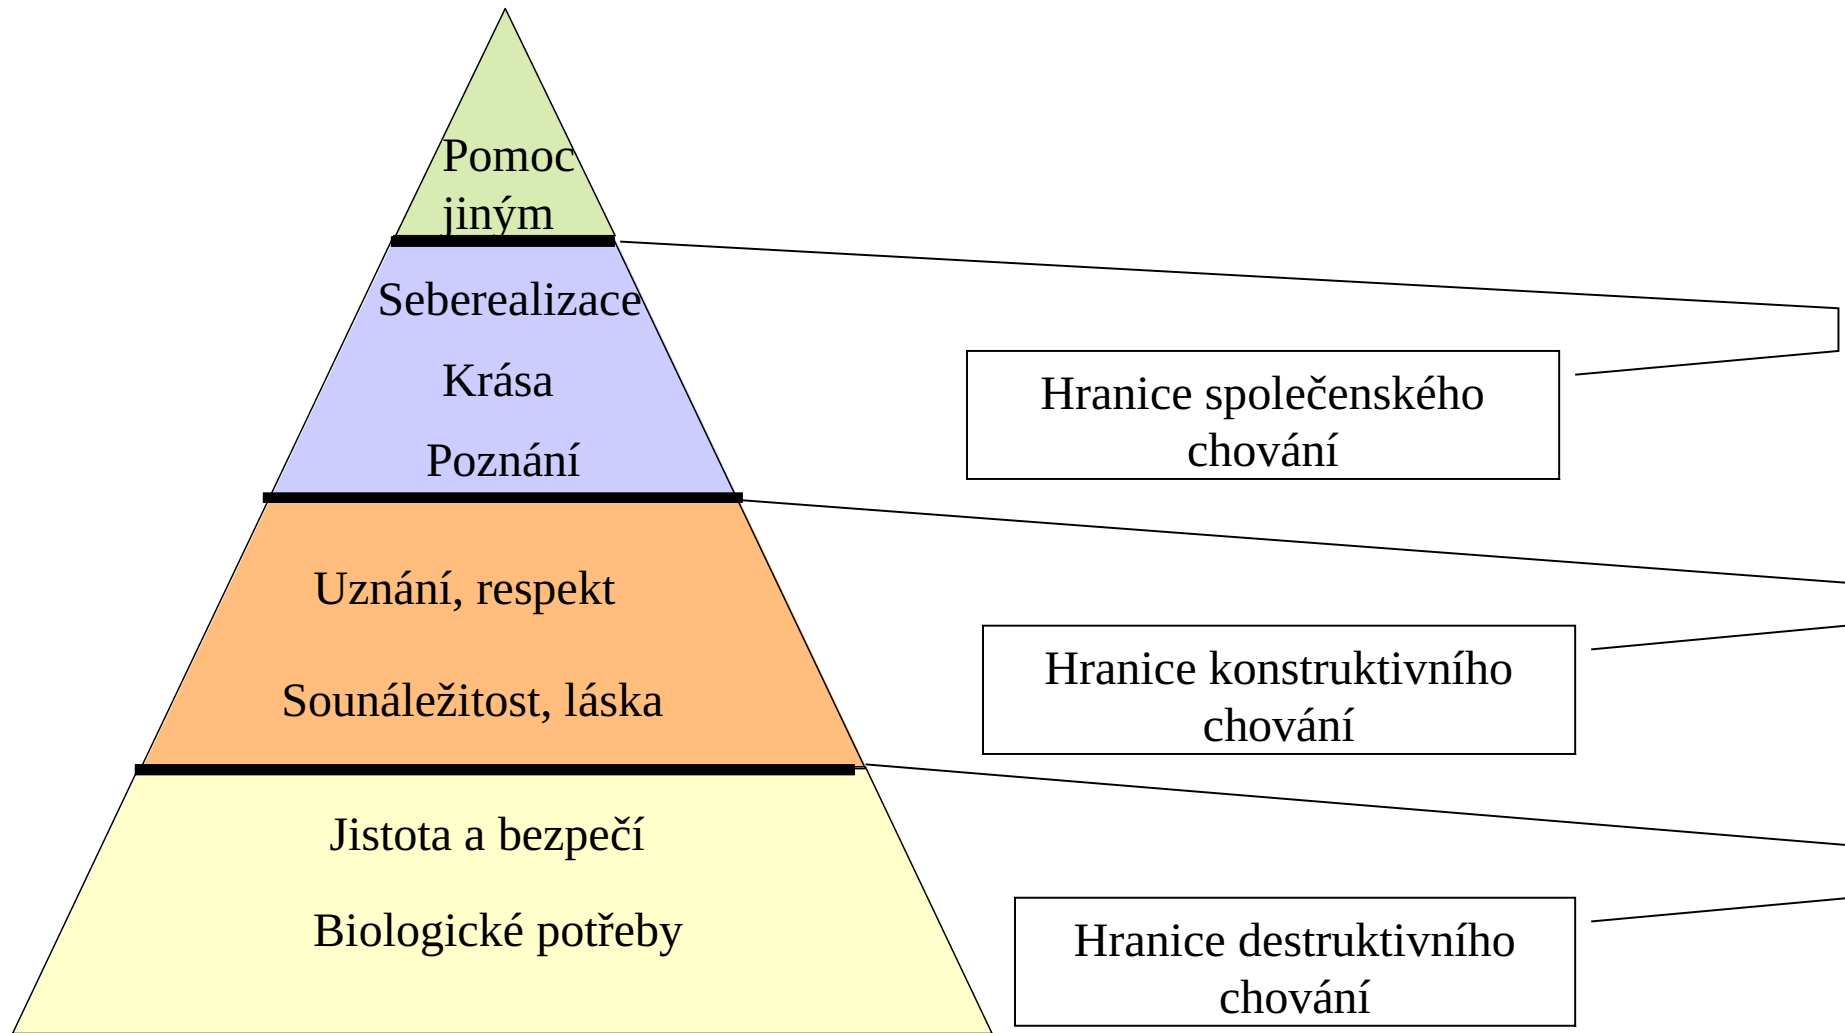 Pomoc
jiným
Seberealizace
Krása
Poznání
Uznání, respekt
Sounáležitost, láska
Jistota a bezpečí
Biologické potřeby
Hranice společenského
chování
Hranice konstruktivního
chování
Hranice destruktivního
chování